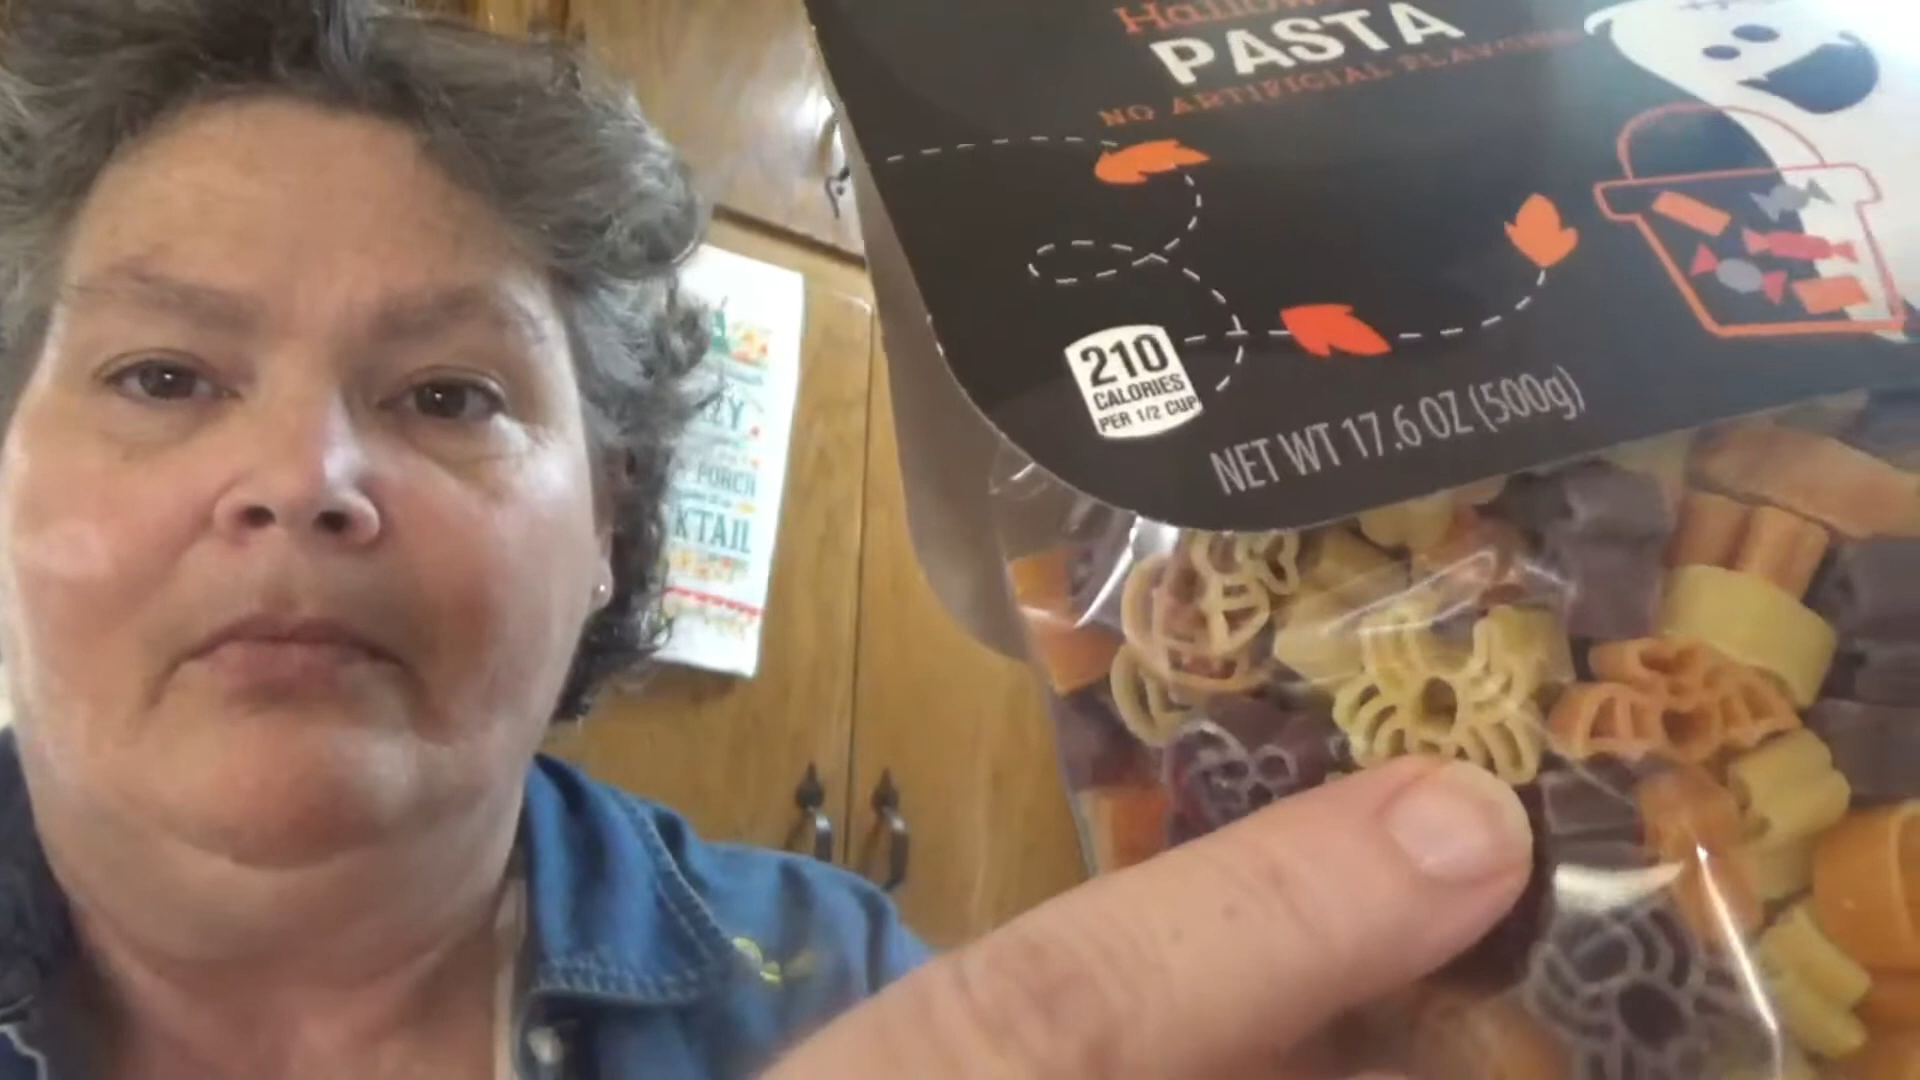 PASTA
NO ARTIFICIAL FLAVORS
210
CALORIES
PER 1/2 CUP
NET WT 17.6 OZ (500g)
PORCH
KTAIL